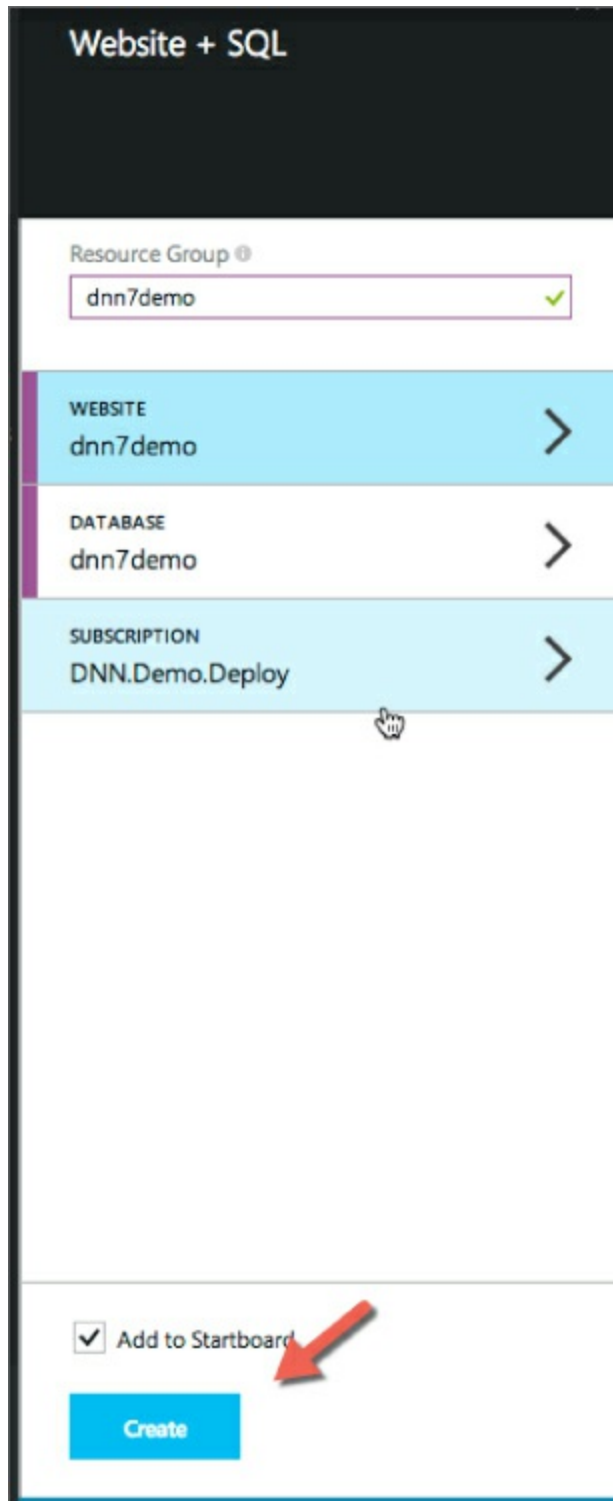 Website + SQL
Resource Group
dnn7demo
WEBSITE
dnn7demo
DATABASE
dnn7demo
SUBSCRIPTION
DNN.Demo.Deploy
Add to Startboard
Create